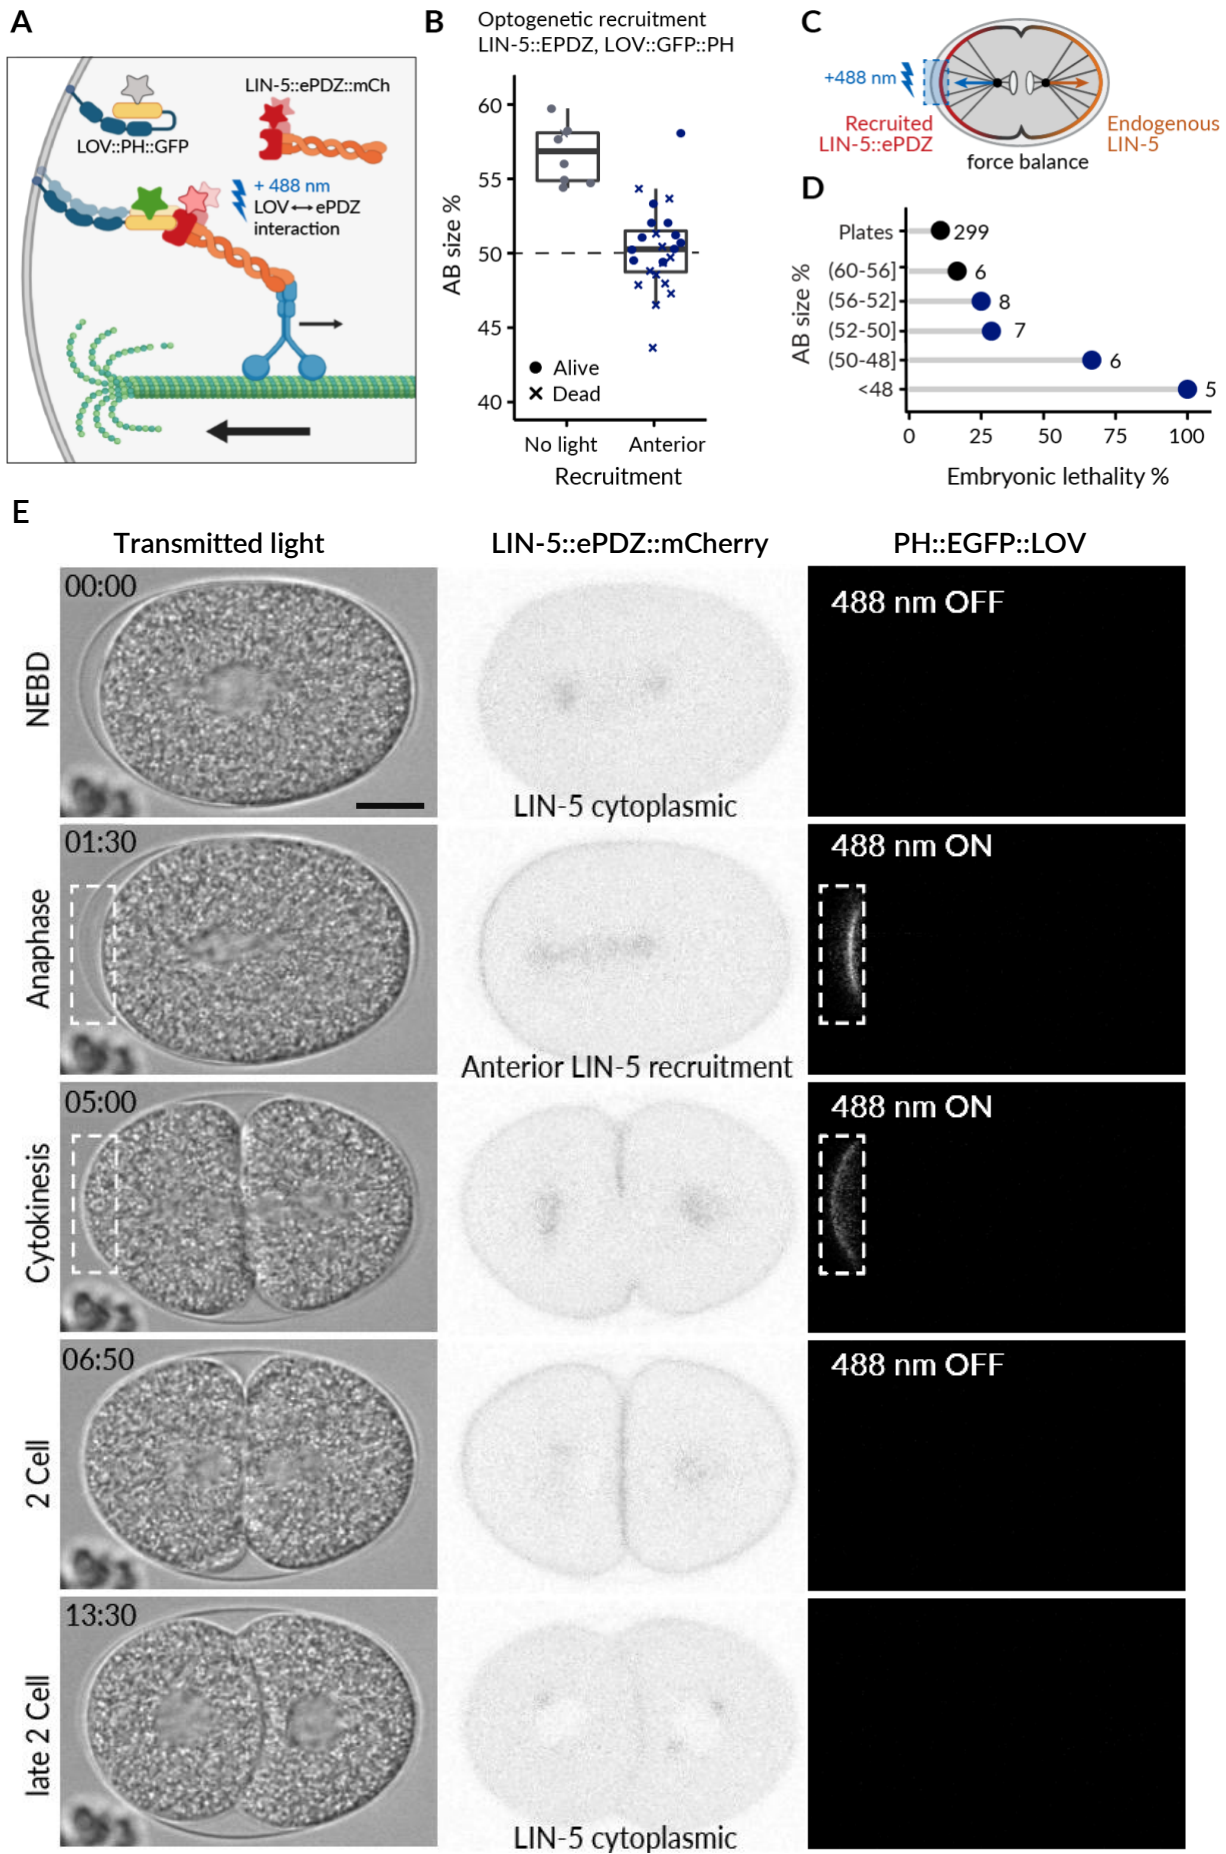 A
LIN-5::ePDZ::mCh
LOV::PH::GFP
+ 488 nm
LOV↔ePDZ
interaction
B
Optogenetic recruitment
LIN-5::EPDZ, LOV::GFP::PH
AB size %
60
55
50
45
40
Alive
Dead
No light
Anterior
Recruitment
C
+488 nm
Recruited
LIN-5::ePDZ
Endogenous
LIN-5
force balance
D
AB size %
Plates
299
(60-56]
6
(56-52]
8
(52-50]
7
(50-48]
6
<48
5
0
25
50
75
100
Embryonic lethality %
E
Transmitted light
LIN-5::ePDZ::mCherry
PH::EGFP::LOV
NEBD
00:00
LIN-5 cytoplasmic
488 nm OFF
Anaphase
01:30
Anterior LIN-5 recruitment
488 nm ON
Cytokinesis
05:00
488 nm ON
2 Cell
06:50
488 nm OFF
late 2 Cell
13:30
LIN-5 cytoplasmic